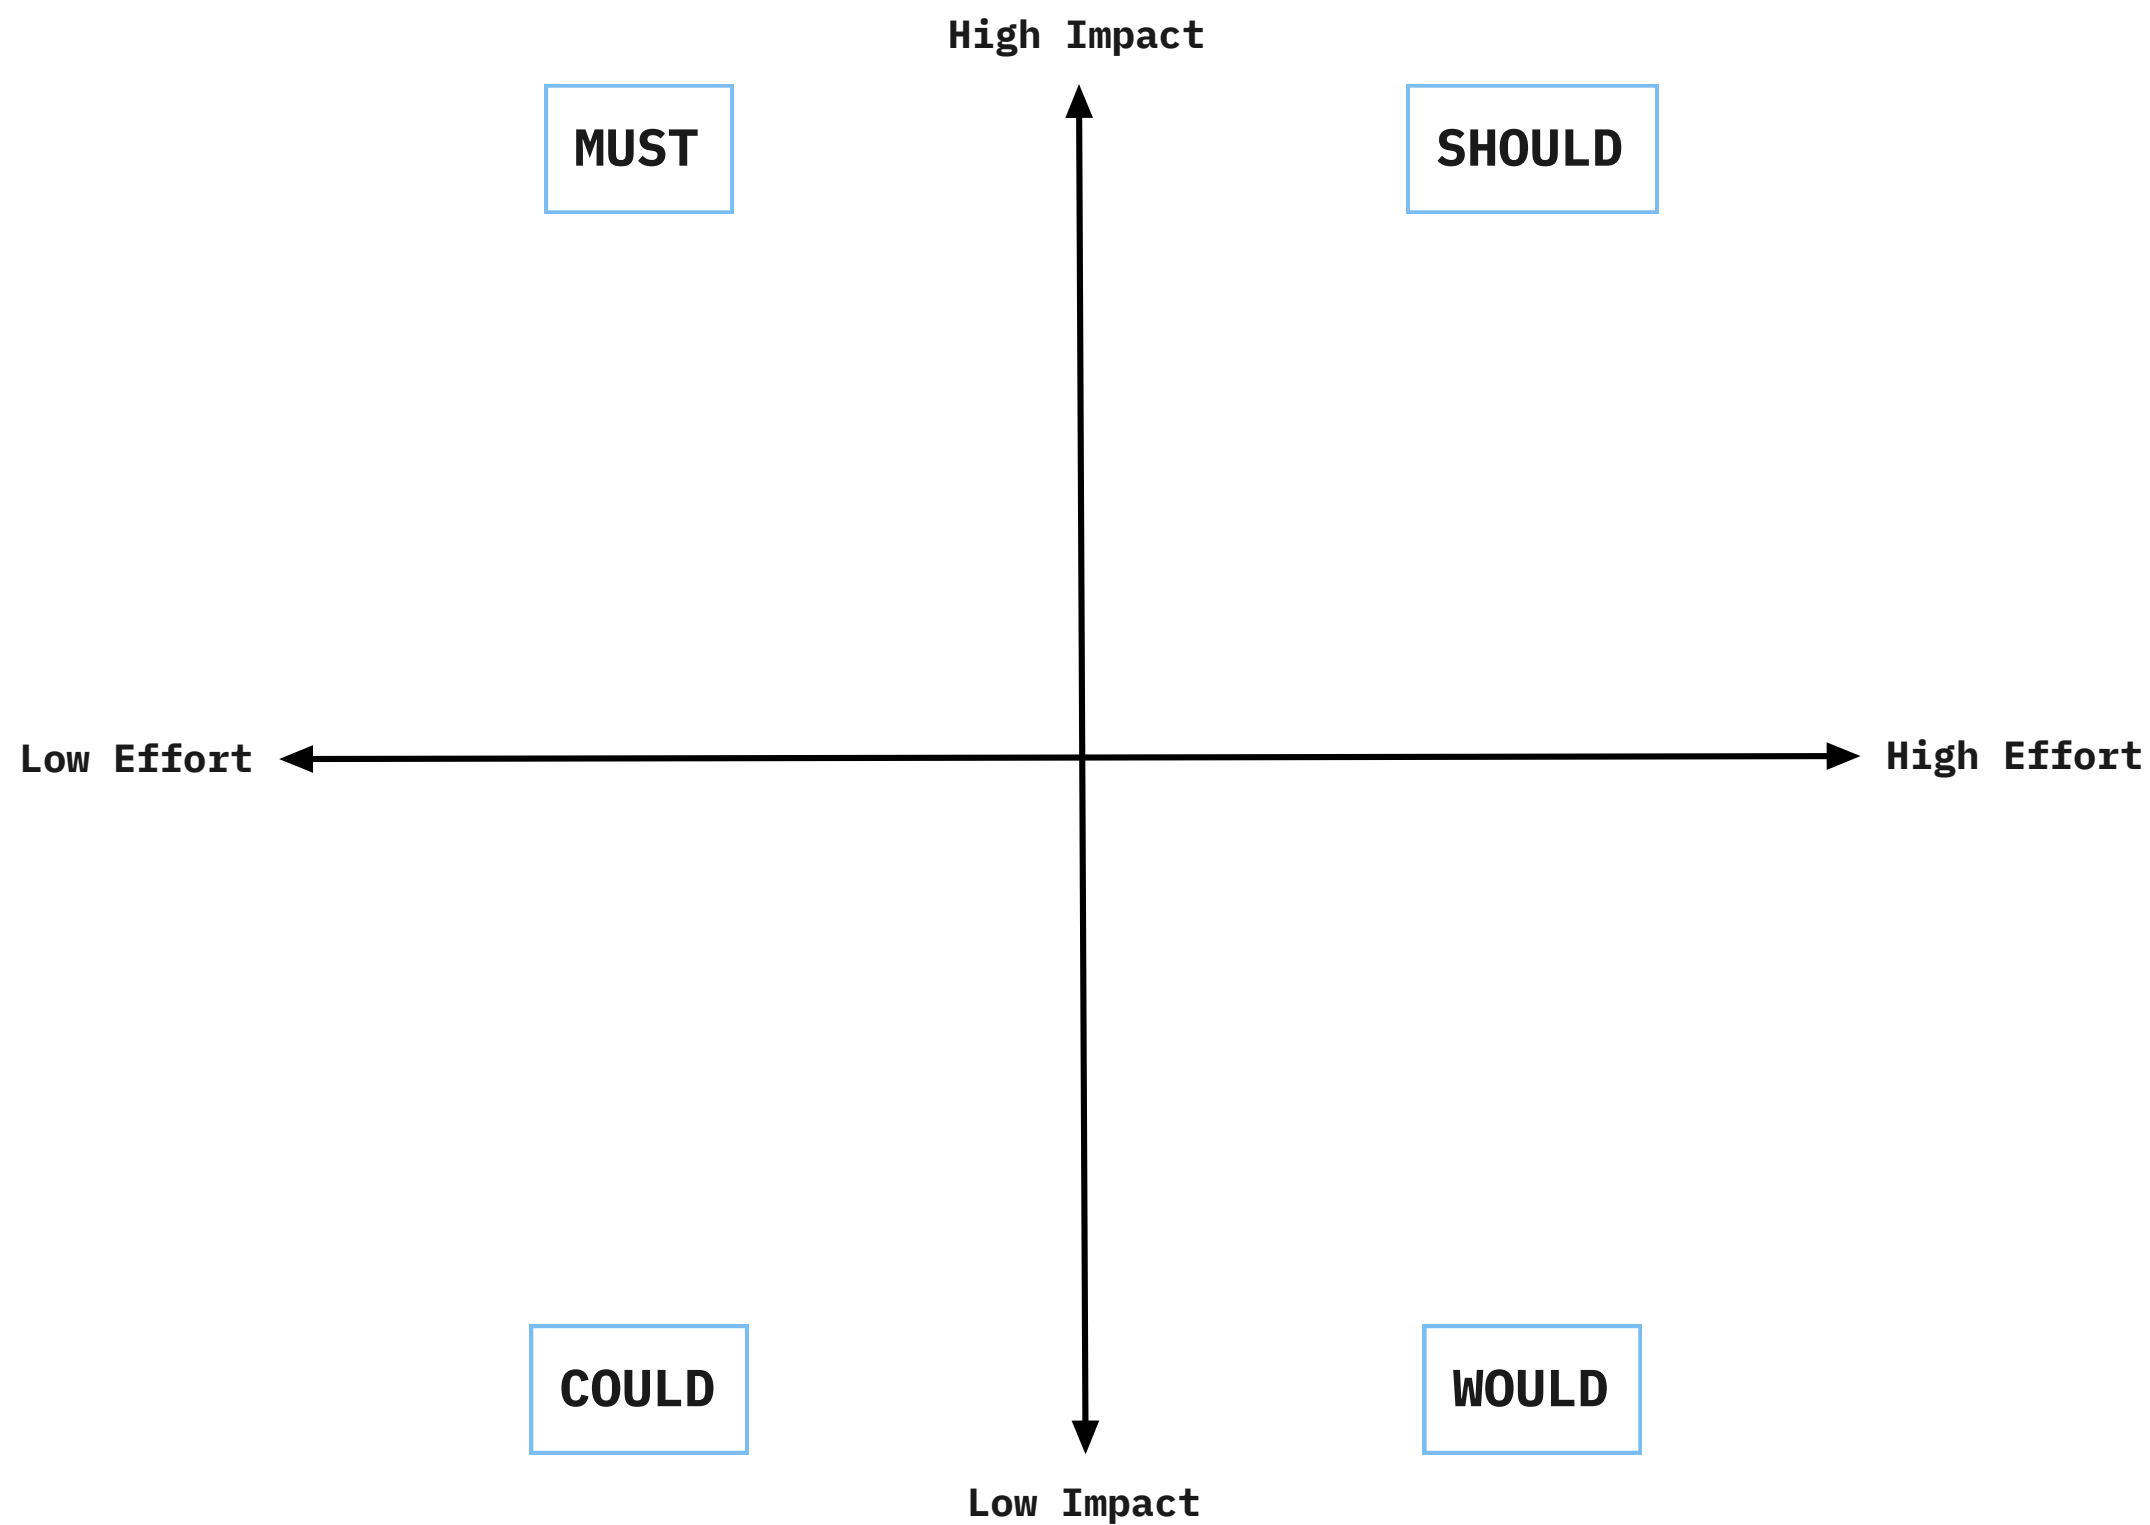 High Impact
MUST
SHOULD
Low Effort
High Effort
COULD
WOULD
Low Impact